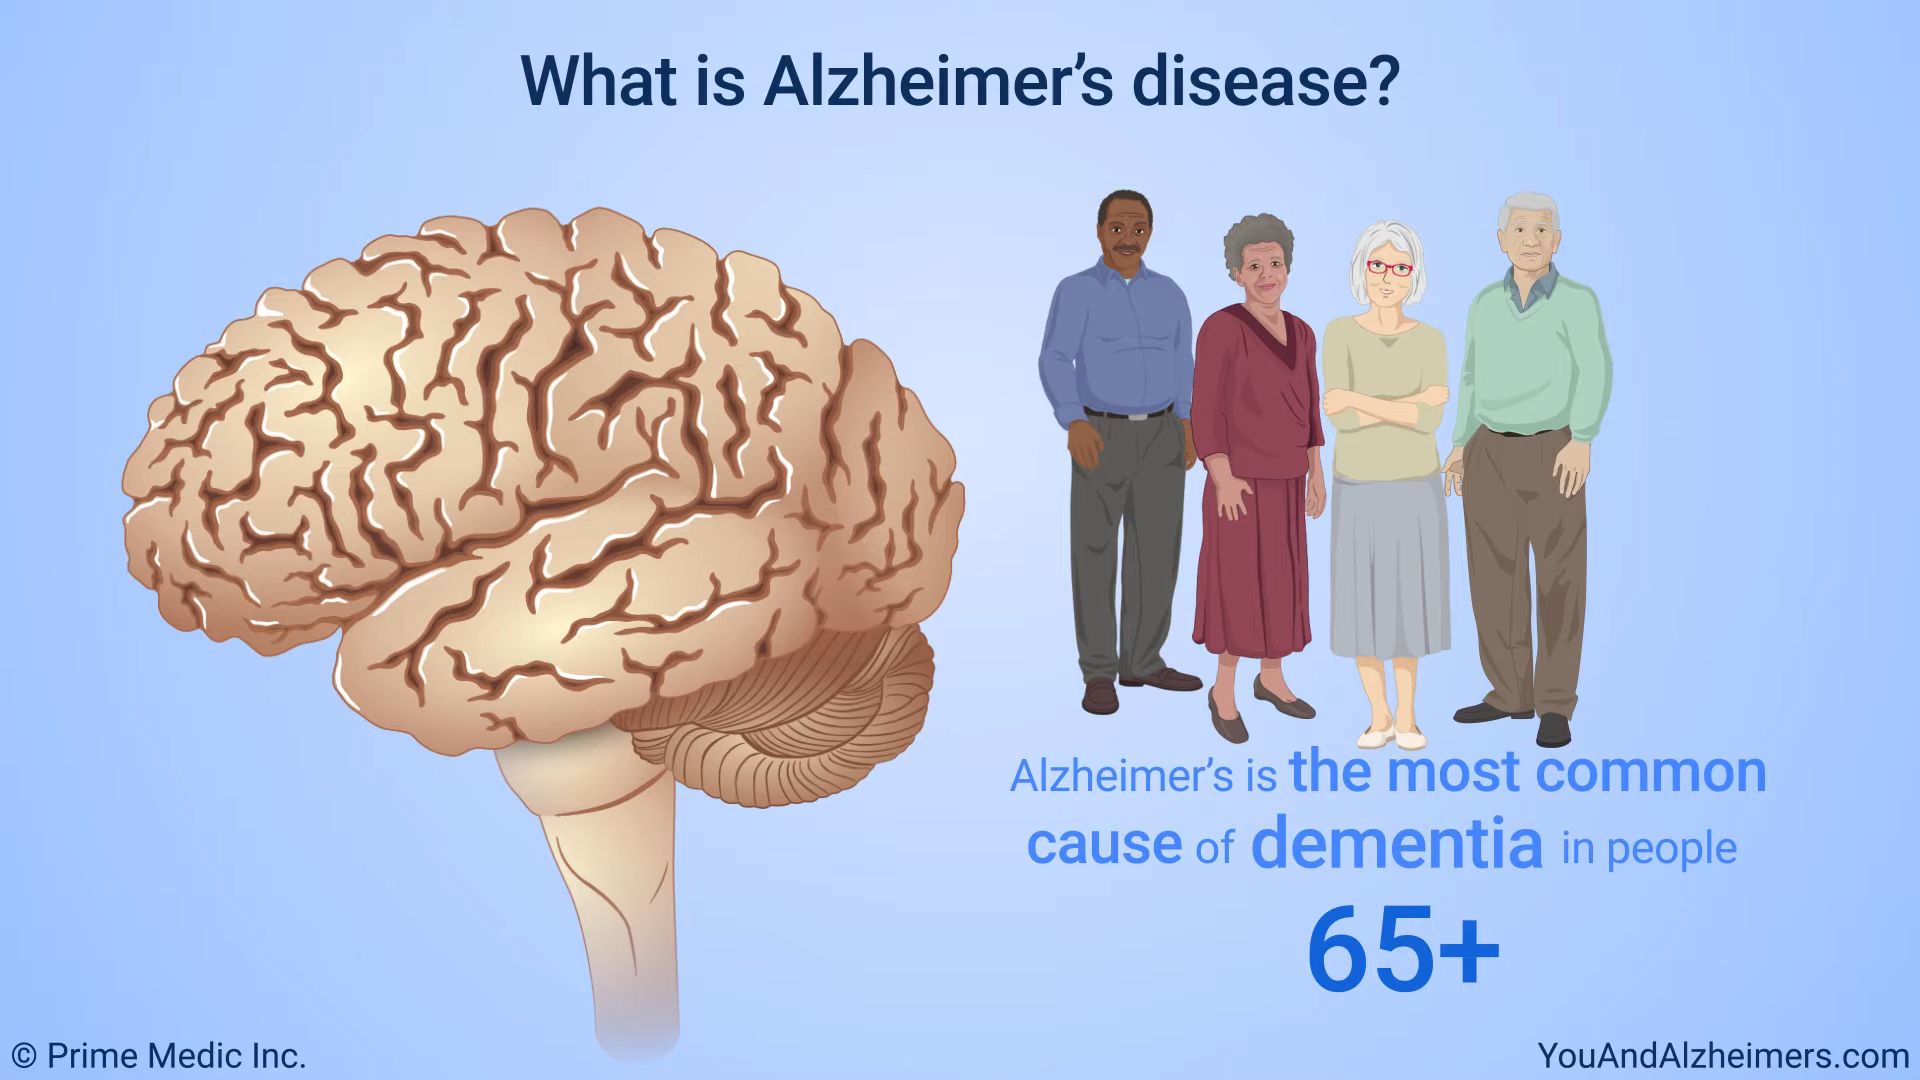 What is Alzheimer’s disease?
Alzheimer’s is the most common
cause of dementia in people
65+
© Prime Medic Inc.
YouAndAlzheimers.com